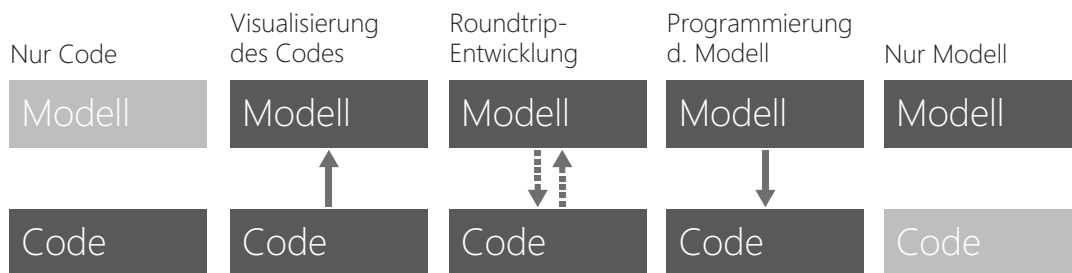 Nur Code
Visualisierung
des Codes
Roundtrip-
Entwicklung
Programmierung
d. Modell
Nur Modell
Modell
Modell
Modell
Modell
Modell
Code
Code
Code
Code
Code